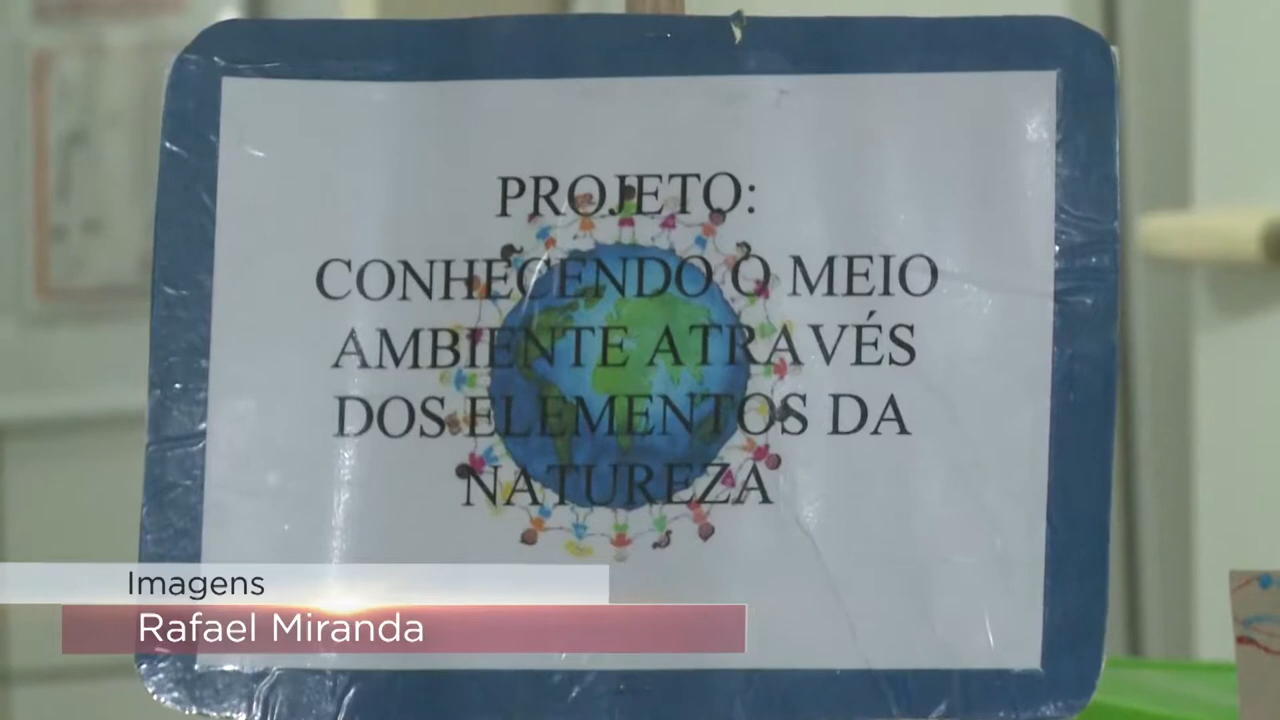 PROJETO:
CONHECENDO O MEIO
AMBIENTE ATRAVÉS
DOS ELEMENTOS DA
NATUREZA
Imagens
Rafael Miranda